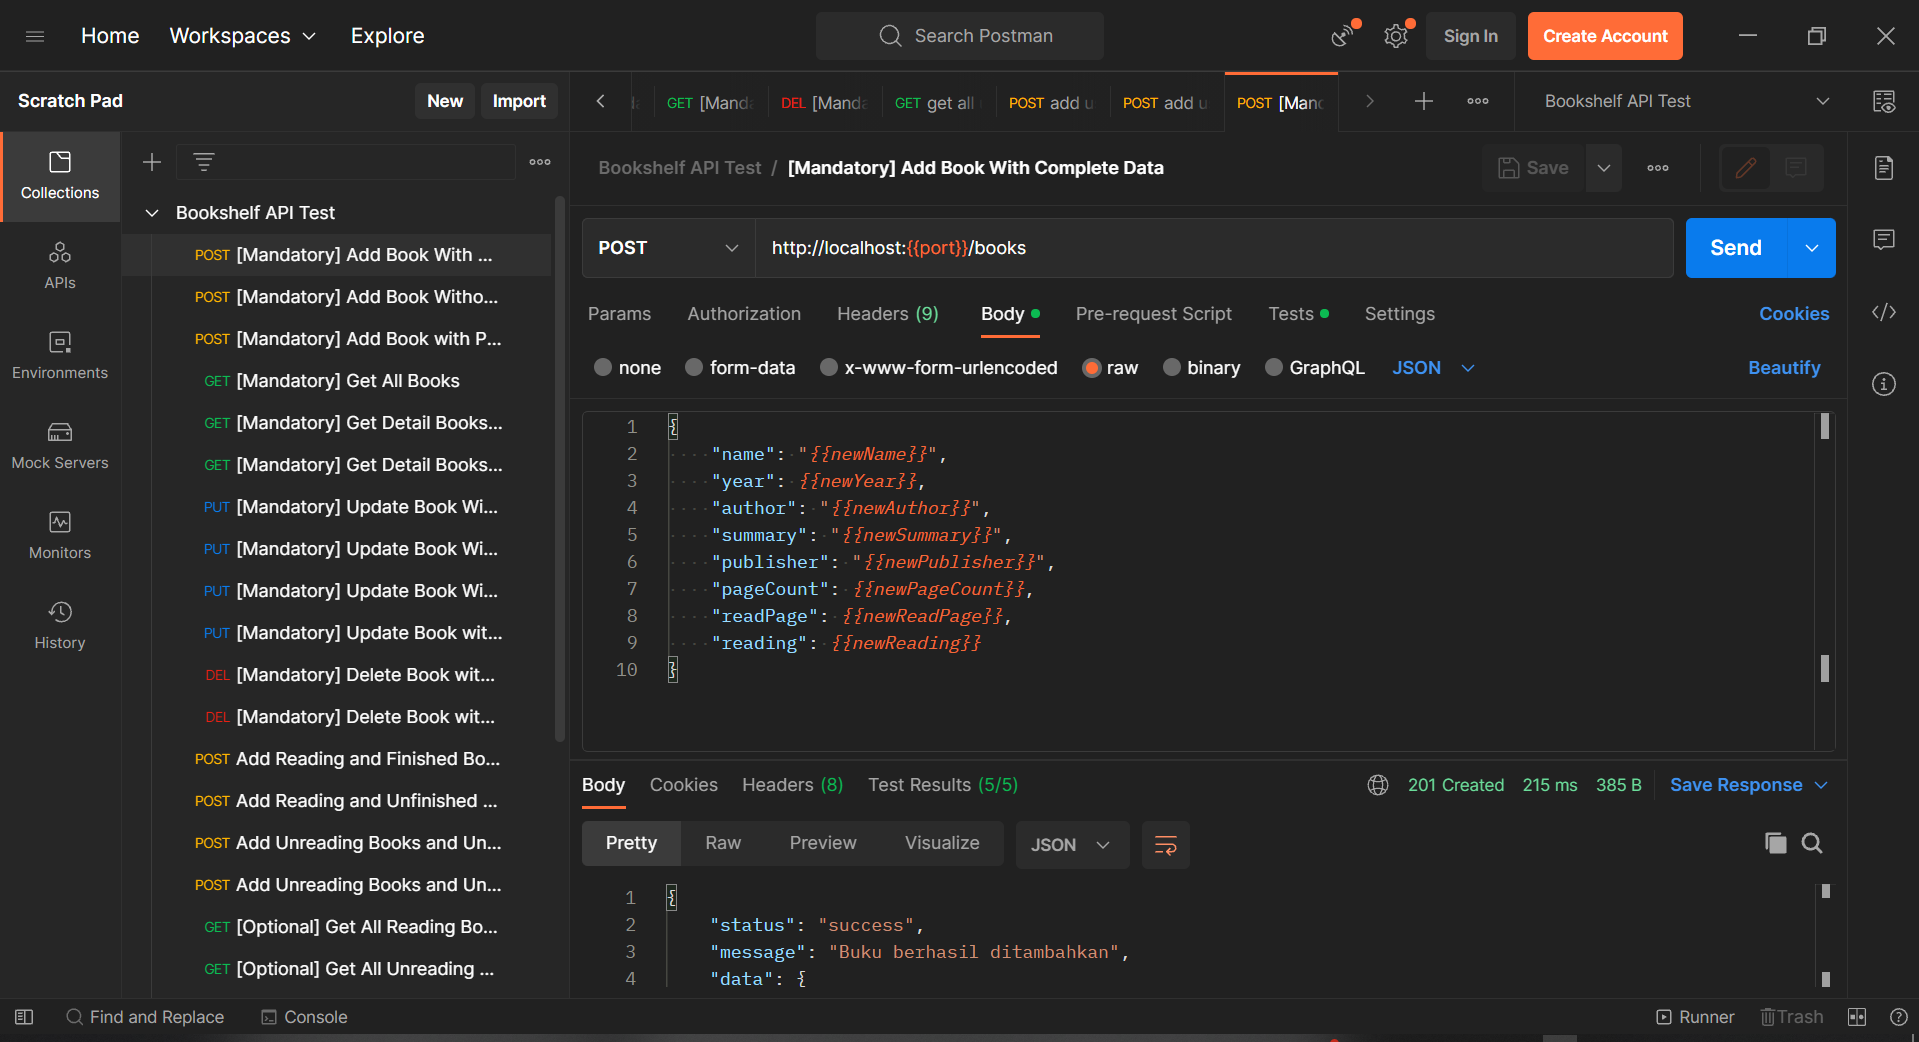 Home Workspaces Explore Search Postman Sign In Create Account
Scratch Pad New Import
GET [Manda DEL [Manda GET get all POST add u POST add u POST [Mand Bookshelf API Test
Collections
APIs
Environments
Mock Servers
Monitors
History
Bookshelf API Test
POST [Mandatory] Add Book With ...
POST [Mandatory] Add Book Witho...
POST [Mandatory] Add Book with P...
GET [Mandatory] Get All Books
GET [Mandatory] Get Detail Books...
GET [Mandatory] Get Detail Books...
PUT [Mandatory] Update Book Wi...
PUT [Mandatory] Update Book Wi...
PUT [Mandatory] Update Book Wi...
PUT [Mandatory] Update Book wit...
DEL [Mandatory] Delete Book wit...
DEL [Mandatory] Delete Book wit...
POST Add Reading and Finished Bo...
POST Add Reading and Unfinished ...
POST Add Unreading Books and Un...
POST Add Unreading Books and Un...
GET [Optional] Get All Reading Bo...
GET [Optional] Get All Unreading ...
Bookshelf API Test / [Mandatory] Add Book With Complete Data Save
POST http://localhost:{{port}}/books Send
Params Authorization Headers (9) Body Pre-request Script Tests Settings Cookies
none form-data x-www-form-urlencoded raw binary GraphQL JSON Beautify
1 {
2 "name": "{{newName}}",
3 "year": {{newYear}},
4 "author": "{{newAuthor}}",
5 "summary": "{{newSummary}}",
6 "publisher": "{{newPublisher}}",
7 "pageCount": {{newPageCount}},
8 "readPage": {{newReadPage}},
9 "reading": {{newReading}}
10 }
Body Cookies Headers (8) Test Results (5/5) 201 Created 215 ms 385 B Save Response
Pretty Raw Preview Visualize JSON
1 {
2 "status": "success",
3 "message": "Buku berhasil ditambahkan",
4 "data": {
Find and Replace Console Runner Trash